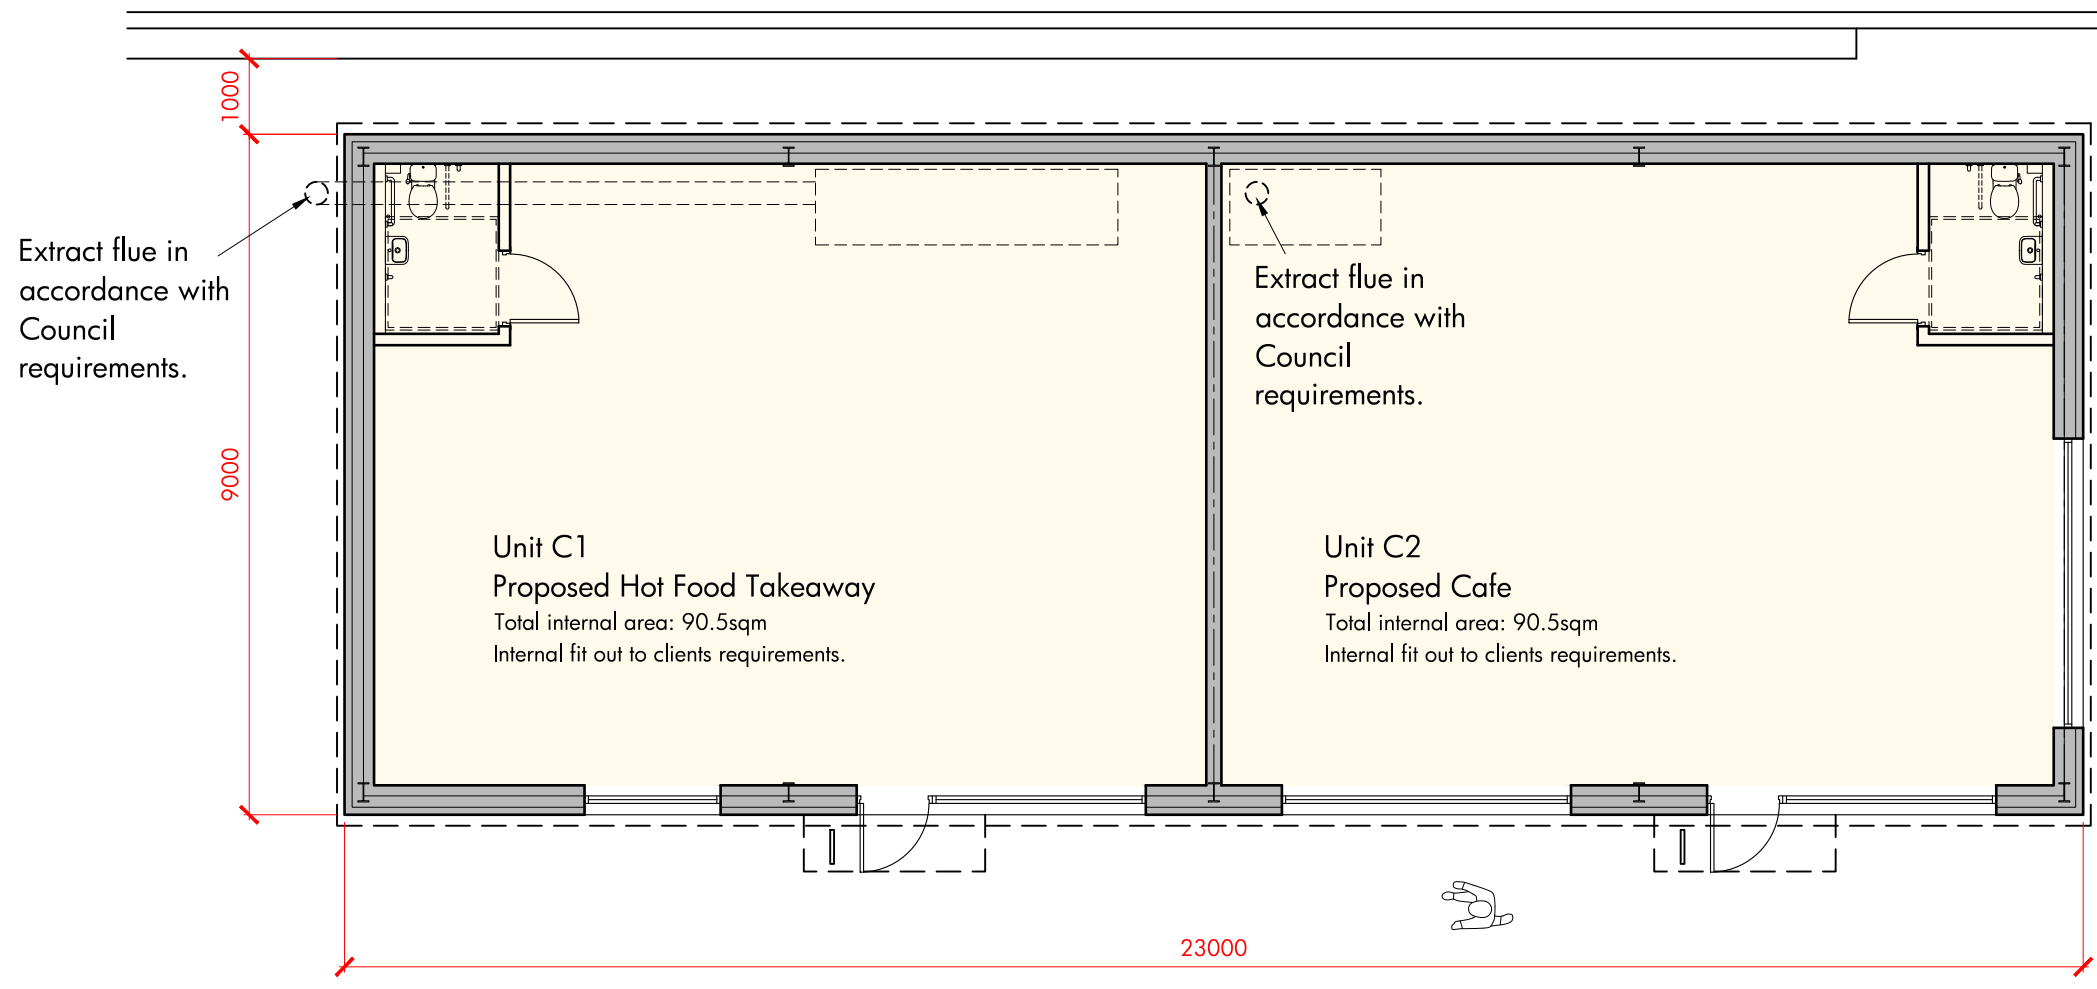 1000
Extract flue in
accordance with
Council
requirements.
Extract flue in
accordance with
Council
requirements.
9000
Unit C1
Proposed Hot Food Takeaway
Total internal area: 90.5sqm
Internal fit out to clients requirements.
Unit C2
Proposed Cafe
Total internal area: 90.5sqm
Internal fit out to clients requirements.
23000